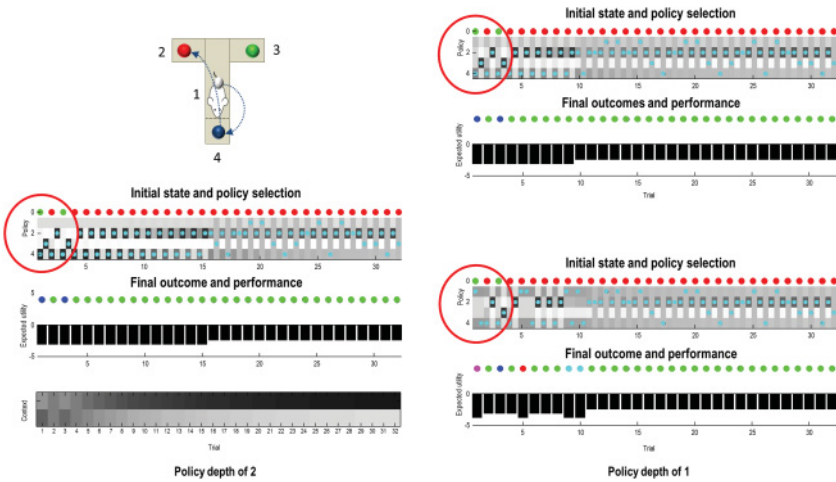 2
3
1
4
Initial state and policy selection
Policy
0
2
4
5 10 15 20 25 30
Final outcome and performance
Expected utility
5
0
-5
5 10 15 20 25 30
Context
1 2 3 4 5 6 7 8 9 10 11 12 13 14 15 16 17 18 19 20 21 22 23 24 25 26 27 28 29 30 31 32
Trial
Policy depth of 2
Initial state and policy selection
Policy
0
2
4
5 10 15 20 25 30
Final outcomes and performance
Expected utility
0
-5
5 10 15 20 25 30
Trial
Initial state and policy selection
Policy
0
2
4
5 10 15 20 25 30
Final outcome and performance
Expected utility
0
-5
5 10 15 20 25 30
Trial
Policy depth of 1